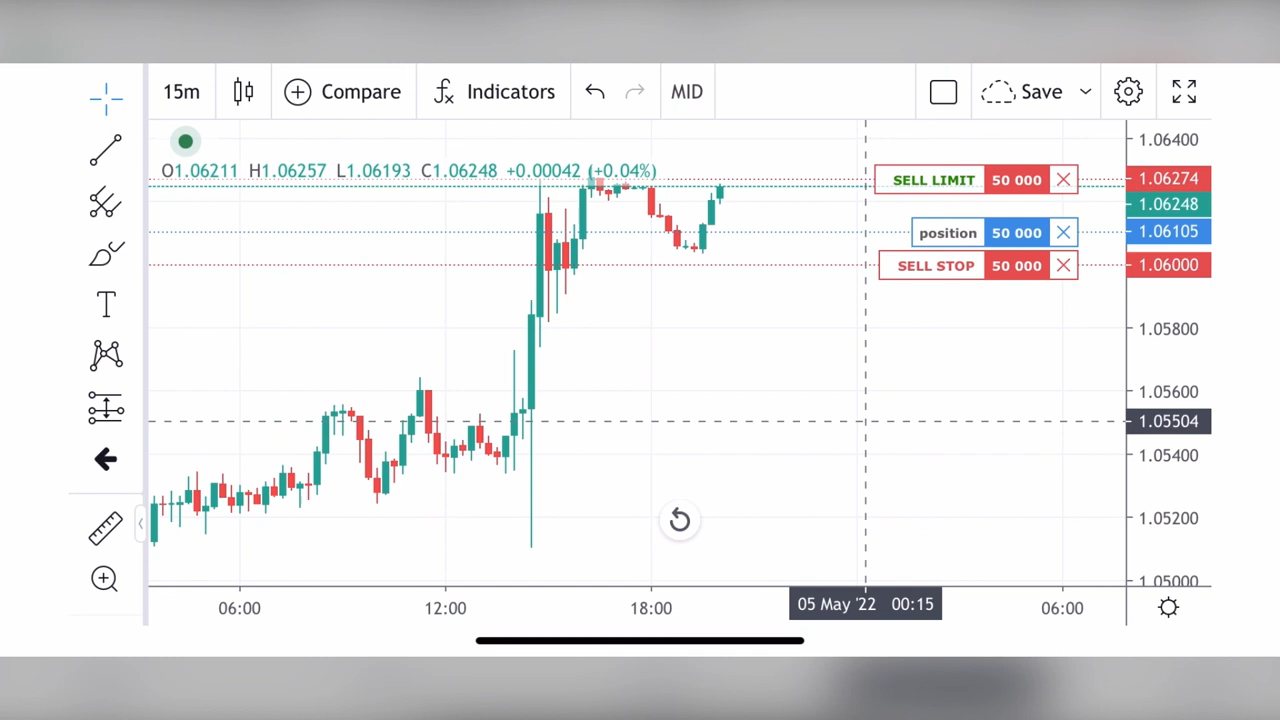 15m Compare Indicators MID Save
O1.06211 H1.06257 L1.06193 C1.06248 +0.00042 (+0.04%)
1.06400
SELL LIMIT 50 000 1.06274
1.06248
position 50 000 1.06105
SELL STOP 50 000 1.06000
T
1.05800
1.05600
1.05504
1.05400
1.05200
1.05000
06:00 12:00 18:00 05 May '22 00:15 06:00